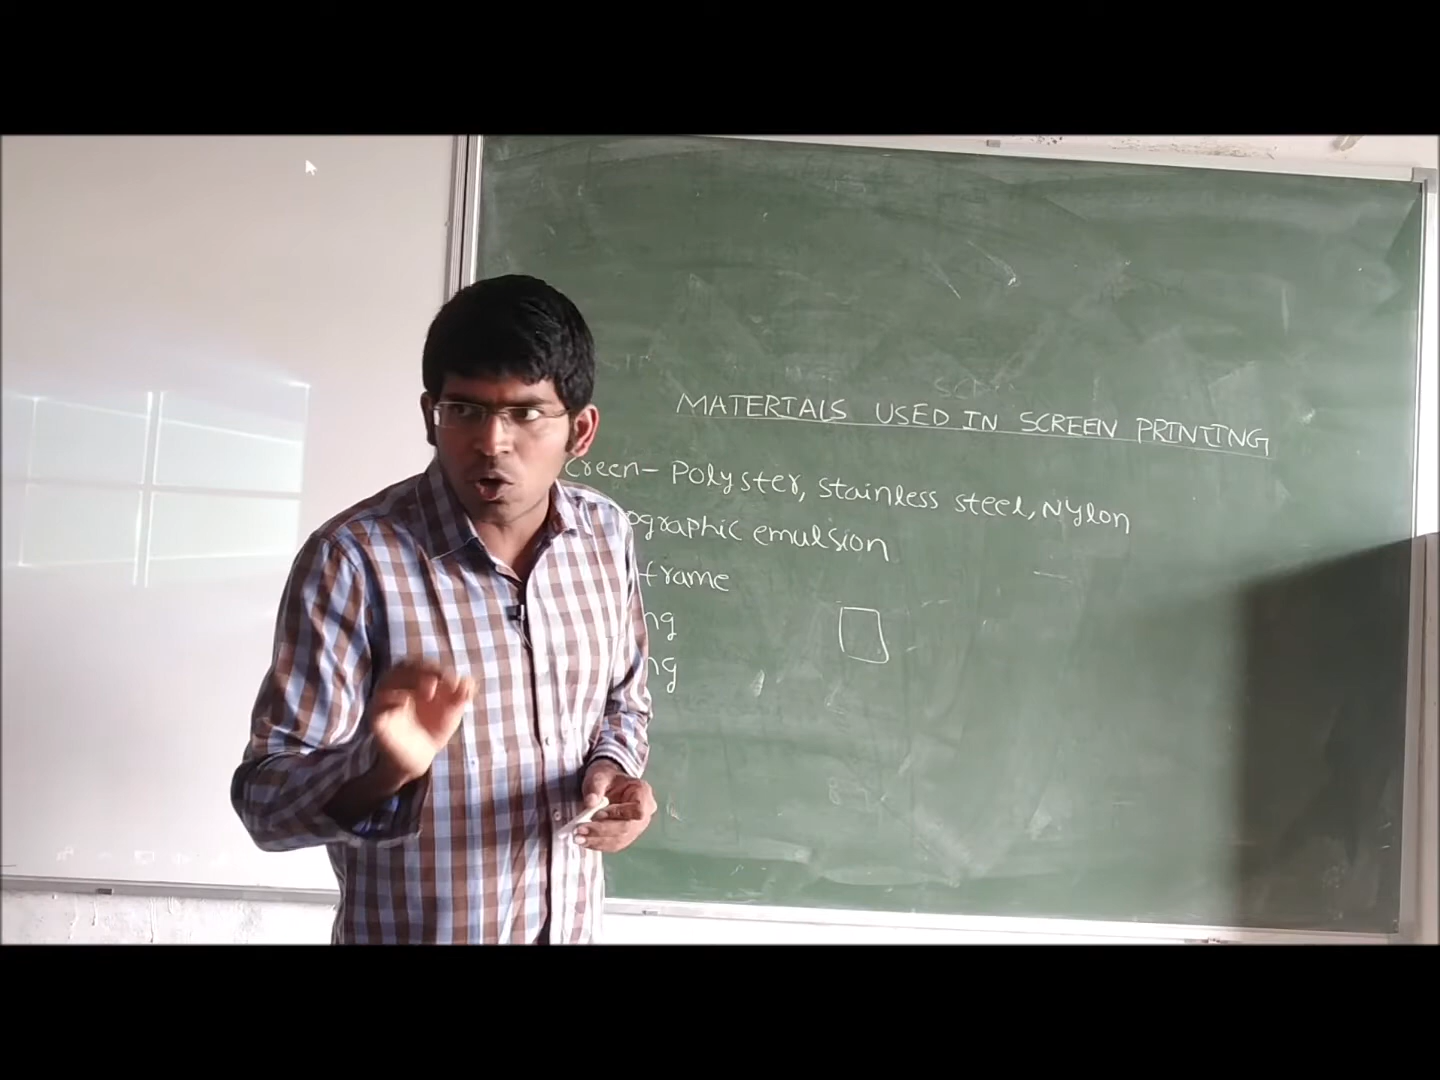 MATERIALS USED IN SCREEN PRINTING
creen- Polyster, stainless steel, Nylon
ographic emulsion
frame
ng
ng